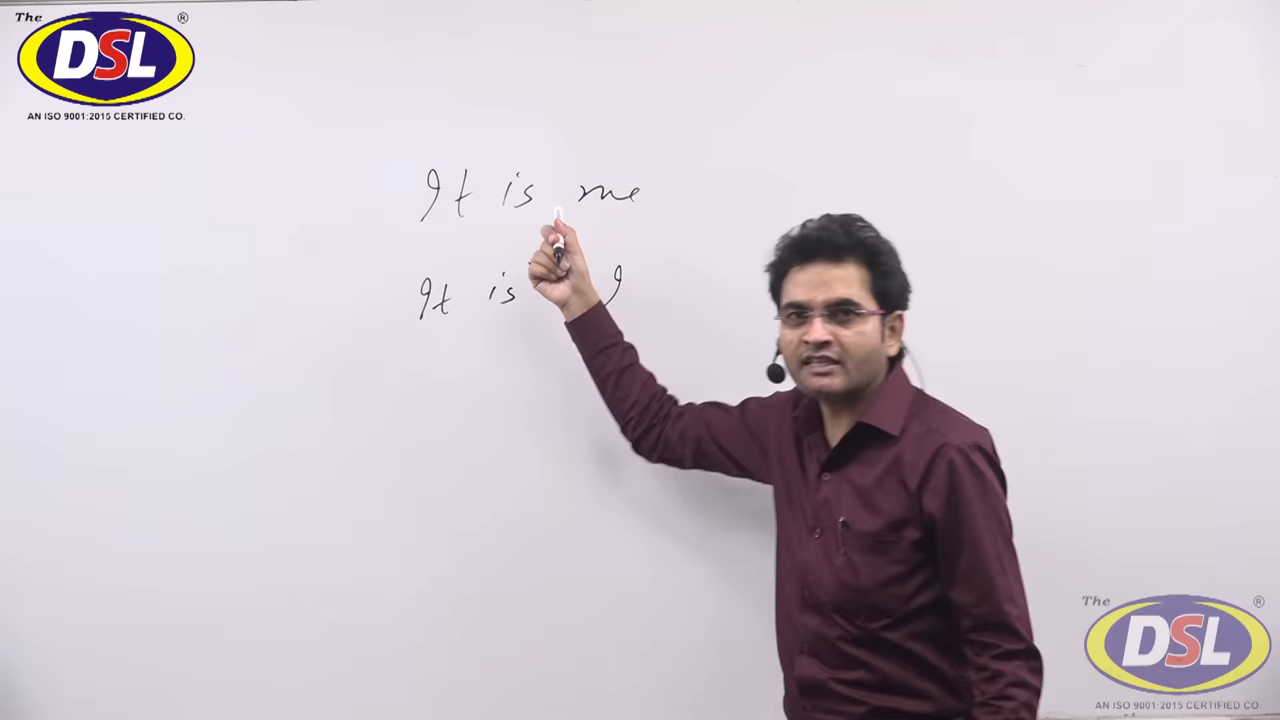 The
DSL ®
AN ISO 9001:2015 CERTIFIED CO.
It is me
It is I
The
DSL ®
AN ISO 9001:2015 CERTIFIED CO.